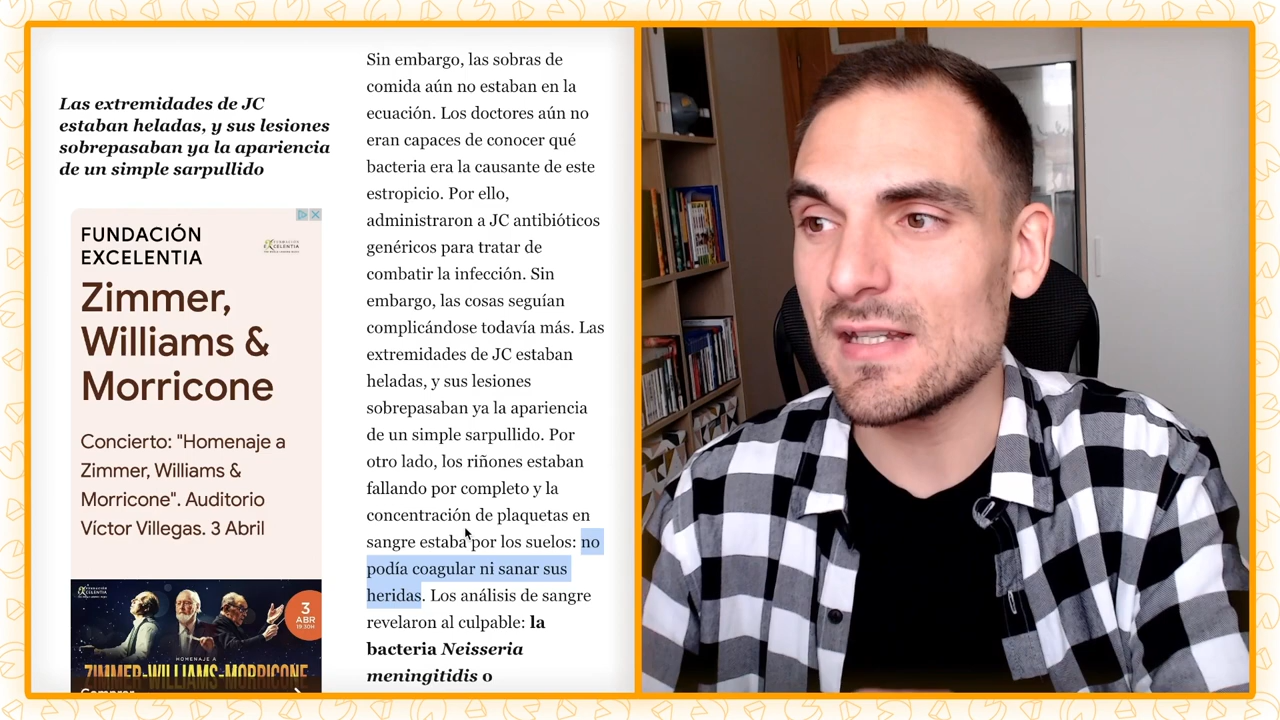 Las extremidades de JC
estaban heladas, y sus lesiones
sobrepasaban ya la apariencia
de un simple sarpullido
FUNDACIÓN
EXCELENTIA
Zimmer,
Williams &
Morricone
Concierto: "Homenaje a
Zimmer, Williams &
Morricone". Auditorio
Víctor Villegas. 3 Abril
3
ABR
HOMENAJE A
ZIMMER-WILLIAMS-MORRICONE
Comprar
Sin embargo, las sobras de
comida aún no estaban en la
ecuación. Los doctores aún no
eran capaces de conocer qué
bacteria era la causante de este
estropicio. Por ello,
administraron a JC antibióticos
genéricos para tratar de
combatir la infección. Sin
embargo, las cosas seguían
complicándose todavía más. Las
extremidades de JC estaban
heladas, y sus lesiones
sobrepasaban ya la apariencia
de un simple sarpullido. Por
otro lado, los riñones estaban
fallando por completo y la
concentración de plaquetas en
sangre estaba por los suelos: no
podía coagular ni sanar sus
heridas. Los análisis de sangre
revelaron al culpable: la
bacteria Neisseria
meningitidis o